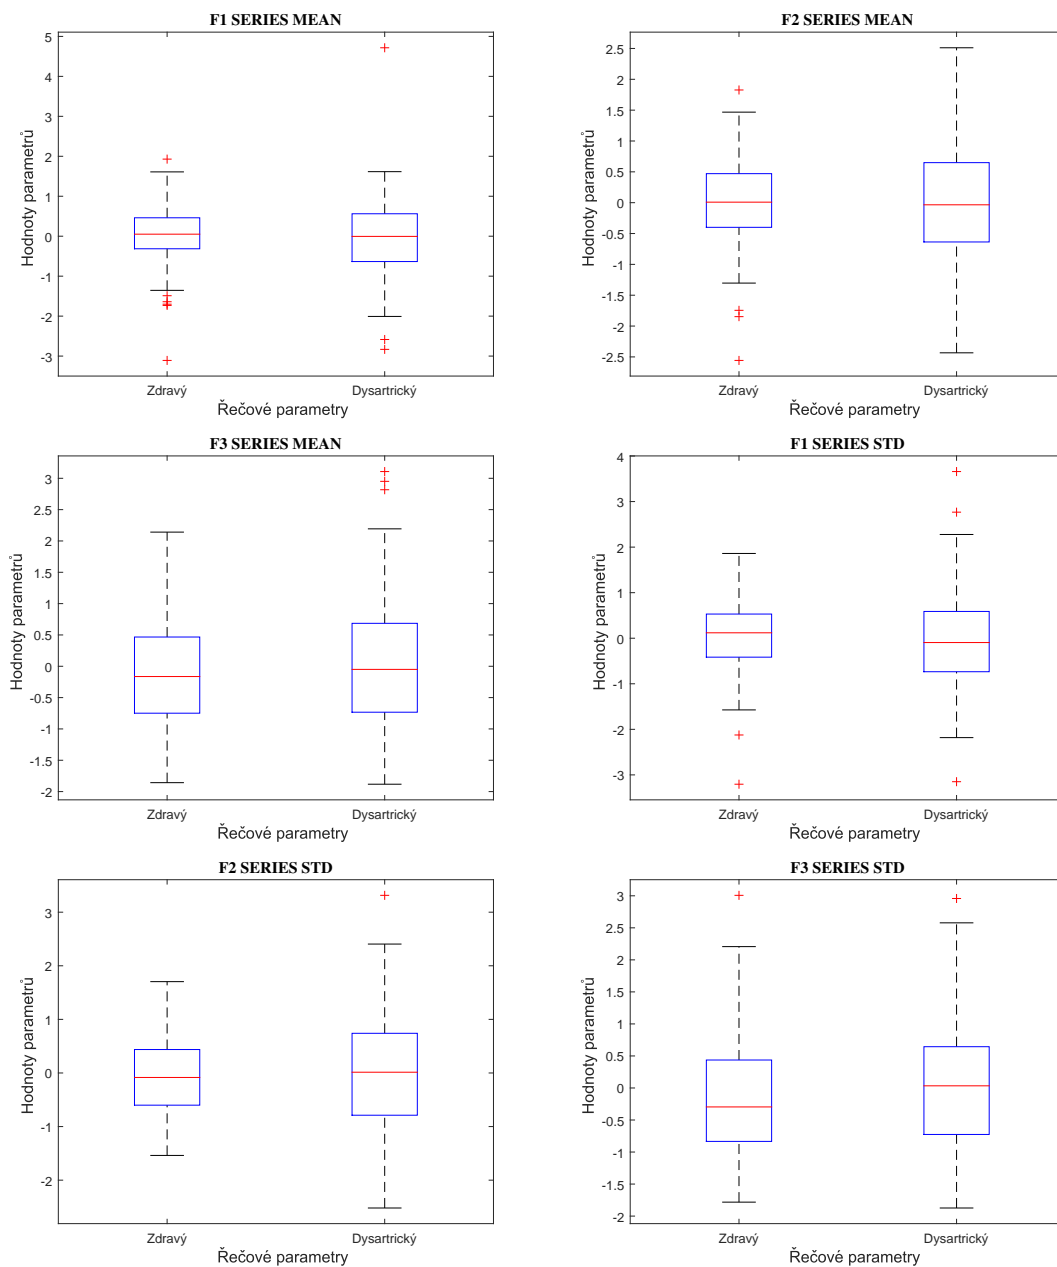 F1 SERIES MEAN
5
4
3
2
1
0
-1
-2
-3
Hodnoty parametrů
Zdravý Dysartrický
Řečové parametry
F2 SERIES MEAN
2.5
2
1.5
1
0.5
0
-0.5
-1
-1.5
-2
-2.5
Hodnoty parametrů
Zdravý Dysartrický
Řečové parametry
F3 SERIES MEAN
3
2.5
2
1.5
1
0.5
0
-0.5
-1
-1.5
-2
Hodnoty parametrů
Zdravý Dysartrický
Řečové parametry
F1 SERIES STD
4
3
2
1
0
-1
-2
-3
Hodnoty parametrů
Zdravý Dysartrický
Řečové parametry
F2 SERIES STD
3
2
1
0
-1
-2
Hodnoty parametrů
Zdravý Dysartrický
Řečové parametry
F3 SERIES STD
3
2.5
2
1.5
1
0.5
0
-0.5
-1
-1.5
-2
Hodnoty parametrů
Zdravý Dysartrický
Řečové parametry